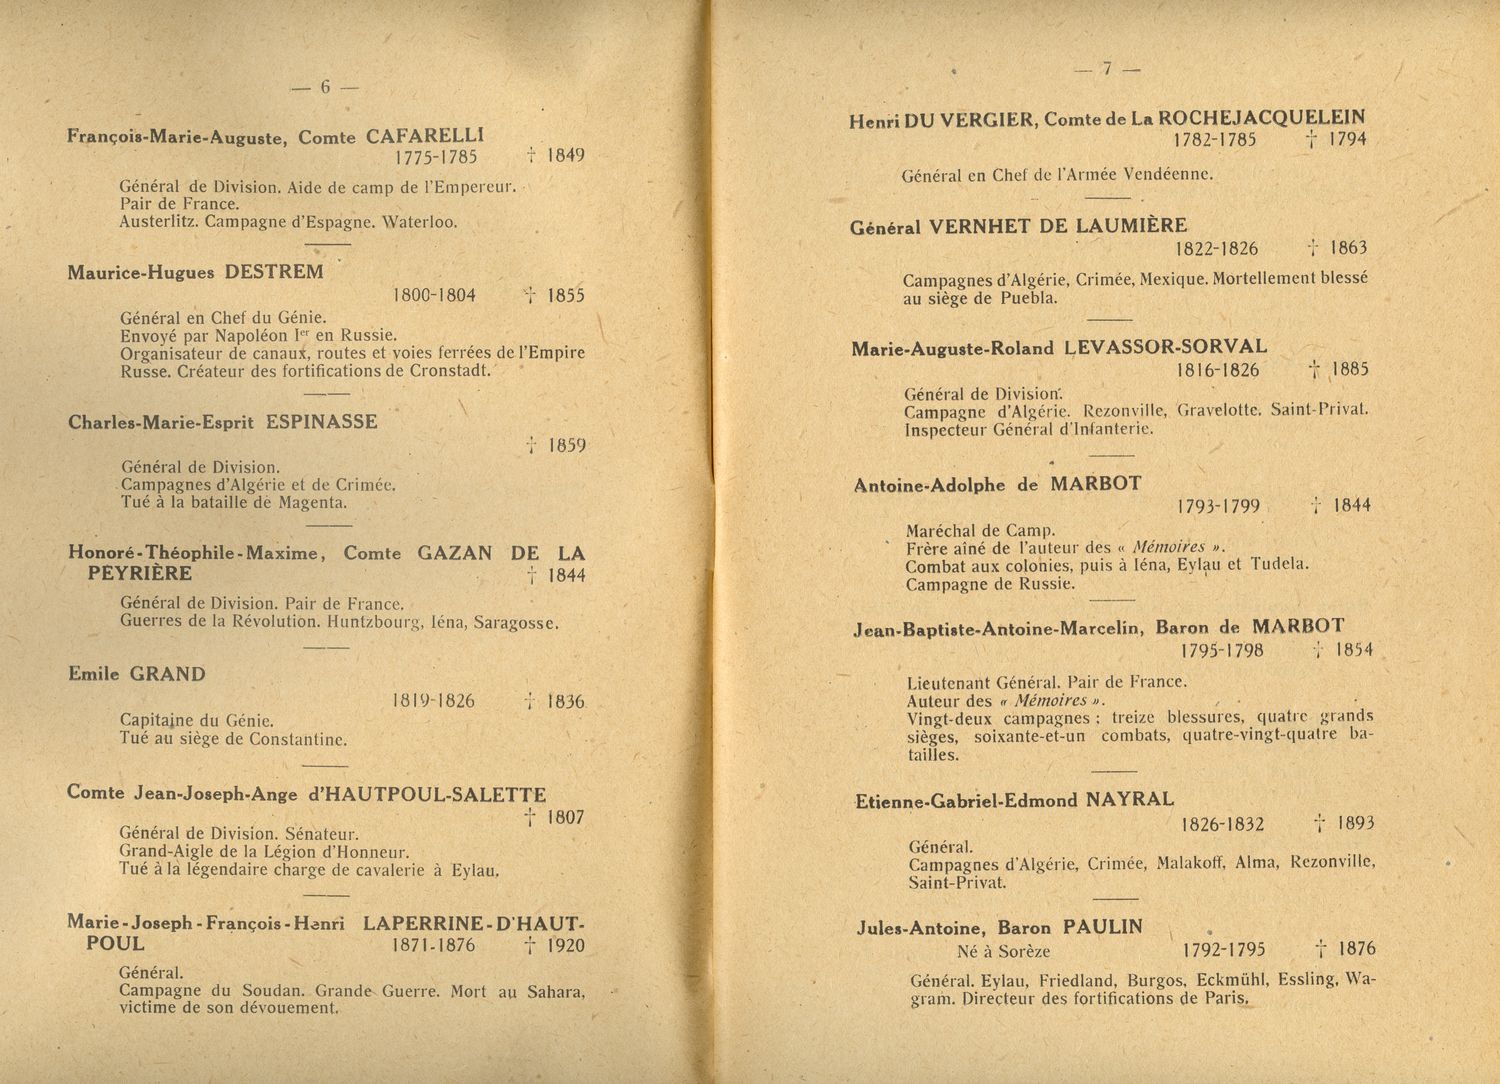 — 6 —
François-Marie-Auguste, Comte CAFARELLI
1775-1785 † 1849
Général de Division. Aide de camp de l'Empereur.
Pair de France.
Austerlitz. Campagne d'Espagne. Waterloo.
Maurice-Hugues DESTREM
1800-1804 † 1855
Général en Chef du Génie.
Envoyé par Napoléon Ier en Russie.
Organisateur de canaux, routes et voies ferrées de l'Empire
Russe. Créateur des fortifications de Cronstadt.
Charles-Marie-Esprit ESPINASSE
† 1859
Général de Division.
Campagnes d'Algérie et de Crimée.
Tué à la bataille de Magenta.
Honoré-Théophile-Maxime, Comte GAZAN DE LA
PEYRIÈRE † 1844
Général de Division. Pair de France.
Guerres de la Révolution. Huntzbourg, Iéna, Saragosse.
Emile GRAND
1819-1826 † 1836
Capitaine du Génie.
Tué au siège de Constantine.
Comte Jean-Joseph-Ange d'HAUTPOUL-SALETTE
† 1807
Général de Division. Sénateur.
Grand-Aigle de la Légion d'Honneur.
Tué à la légendaire charge de cavalerie à Eylau.
Marie-Joseph-François-Henri LAPERRINE-D'HAUT-
POUL 1871-1876 † 1920
Général.
Campagne du Soudan. Grande Guerre. Mort au Sahara,
victime de son dévouement.
— 7 —
Henri DU VERGIER, Comte de La ROCHEJACQUELEIN
1782-1785 † 1794
Général en Chef de l'Armée Vendéenne.
Général VERNHET DE LAUMIÈRE
1822-1826 † 1863
Campagnes d'Algérie, Crimée, Mexique. Mortellement blessé
au siège de Puebla.
Marie-Auguste-Roland LEVASSOR-SORVAL
1816-1826 † 1885
Général de Division.
Campagne d'Algérie. Rezonville, Gravelotte, Saint-Privat.
Inspecteur Général d'Infanterie.
Antoine-Adolphe de MARBOT
1793-1799 † 1844
Maréchal de Camp.
Frère aîné de l'auteur des « Mémoires ».
Combat aux colonies, puis à Iéna, Eylau et Tudela.
Campagne de Russie.
Jean-Baptiste-Antoine-Marcelin, Baron de MARBOT
1795-1798 † 1854
Lieutenant Général. Pair de France.
Auteur des « Mémoires ».
Vingt-deux campagnes : treize blessures, quatre grands
sièges, soixante-et-un combats, quatre-vingt-quatre ba-
tailles.
Etienne-Gabriel-Edmond NAYRAL
1826-1832 † 1893
Général.
Campagnes d'Algérie, Crimée, Malakoff, Alma, Rezonville,
Saint-Privat.
Jules-Antoine, Baron PAULIN
Né à Sorèze 1792-1795 † 1876
Général. Eylau, Friedland, Burgos, Eckmühl, Essling, Wa-
gram. Directeur des fortifications de Paris.